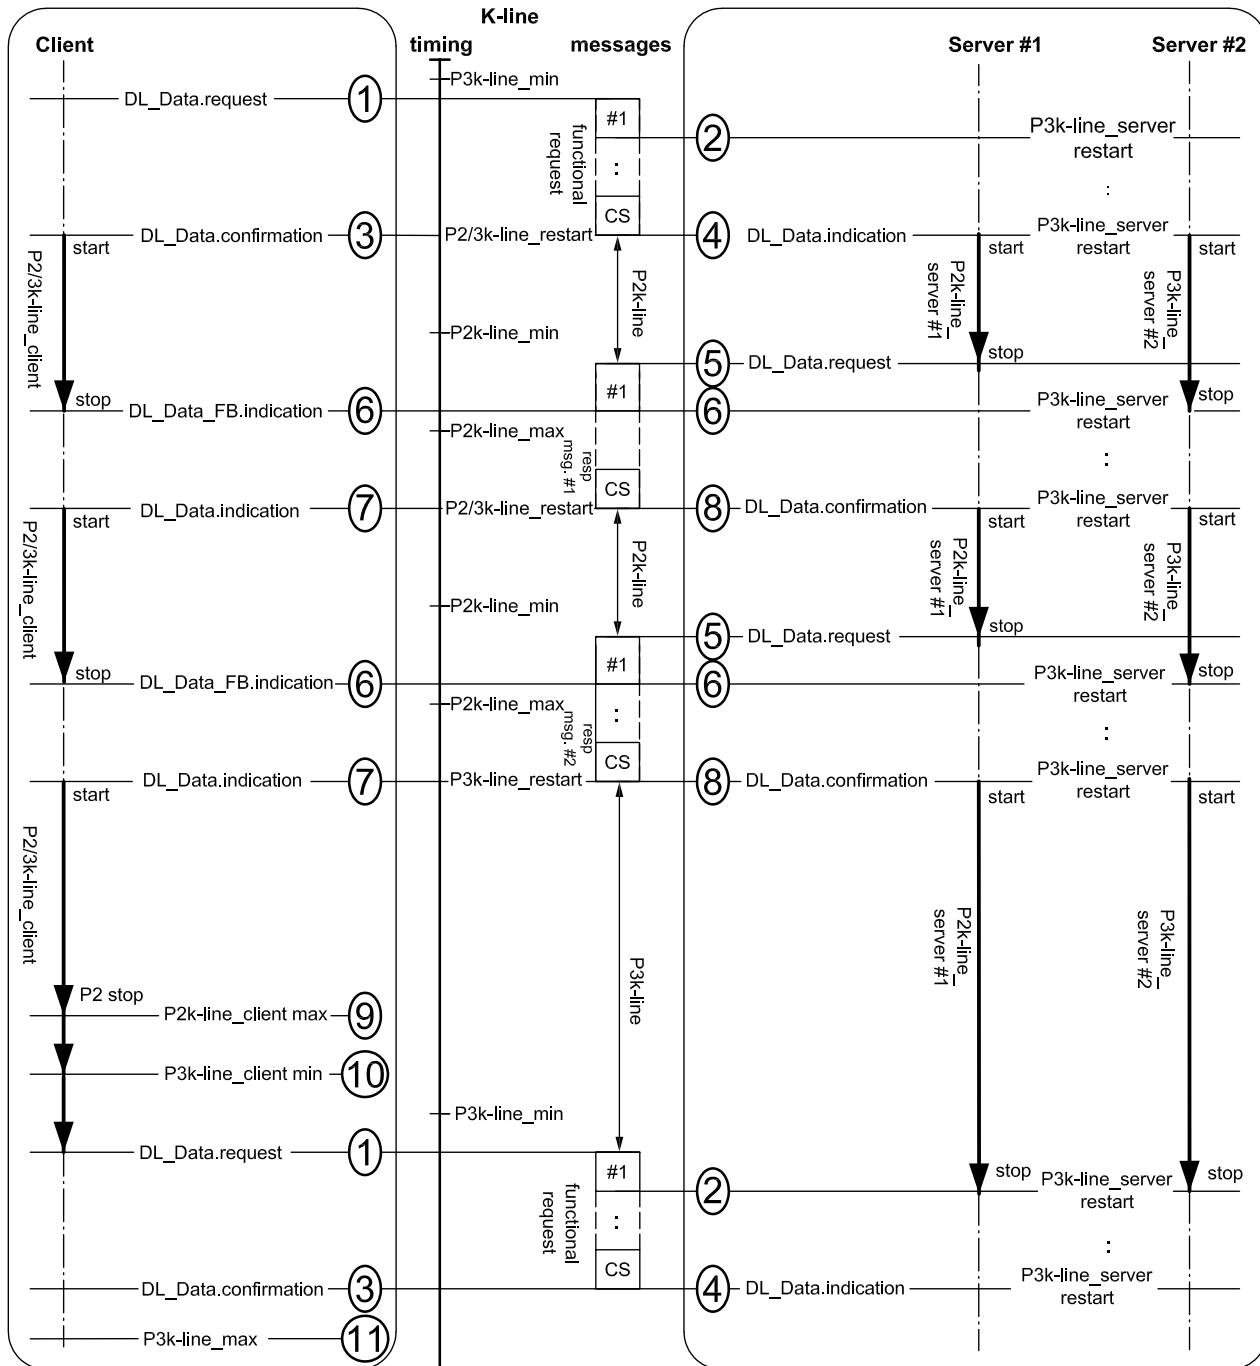 K-line
Client
timing
messages
Server #1
Server #2
P3k-line_min
DL_Data.request
1
#1
functional
request
2
P3k-line_server
restart
:
:
CS
DL_Data.confirmation
3
P2/3k-line_restart
4
DL_Data.indication
P3k-line_server
restart
start
start
start
P2/3k-line_client
P2k-line
P2k-line_
server #1
P3k-line_
server #2
P2k-line_min
5
DL_Data.request
stop
#1
stop
DL_Data_FB.indication
6
6
P3k-line_server
restart
stop
P2k-line_max
resp
msg. #1
:
CS
DL_Data.indication
7
P2/3k-line_restart
8
DL_Data.confirmation
P3k-line_server
restart
start
start
start
P2/3k-line_client
P2k-line
P2k-line_
server #1
P3k-line_
server #2
P2k-line_min
5
DL_Data.request
stop
#1
stop
DL_Data_FB.indication
6
6
P3k-line_server
restart
stop
P2k-line_max
resp
msg. #2
:
:
CS
DL_Data.indication
7
P3k-line_restart
8
DL_Data.confirmation
P3k-line_server
restart
start
start
start
P2/3k-line_client
P2k-line_
server #1
P3k-line_
server #2
P3k-line
P2 stop
P2k-line_client max
9
P3k-line_client min
10
P3k-line_min
DL_Data.request
1
#1
functional
request
2
stop
P3k-line_server
restart
stop
:
:
CS
DL_Data.confirmation
3
4
DL_Data.indication
P3k-line_server
restart
P3k-line_max
11